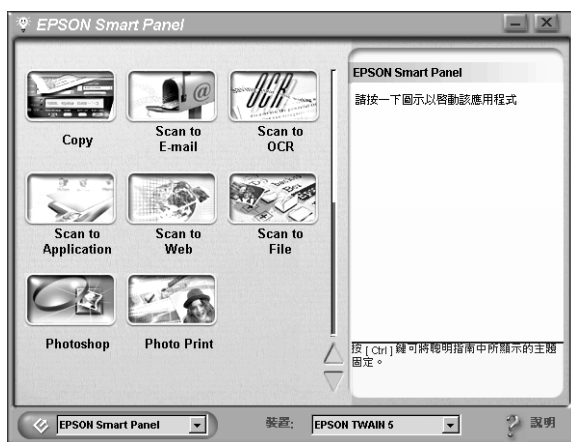 EPSON Smart Panel
EPSON Smart Panel
請按一下圖示以啓動該應用程式
Copy
Scan to
E-mail
Scan to
OCR
Scan to
Application
Scan to
Web
Scan to
File
Photoshop
Photo Print
按 [ Ctrl ] 鍵可將聰明指南中所顯示的主題
固定。
EPSON Smart Panel
裝置:
EPSON TWAIN 5
說明